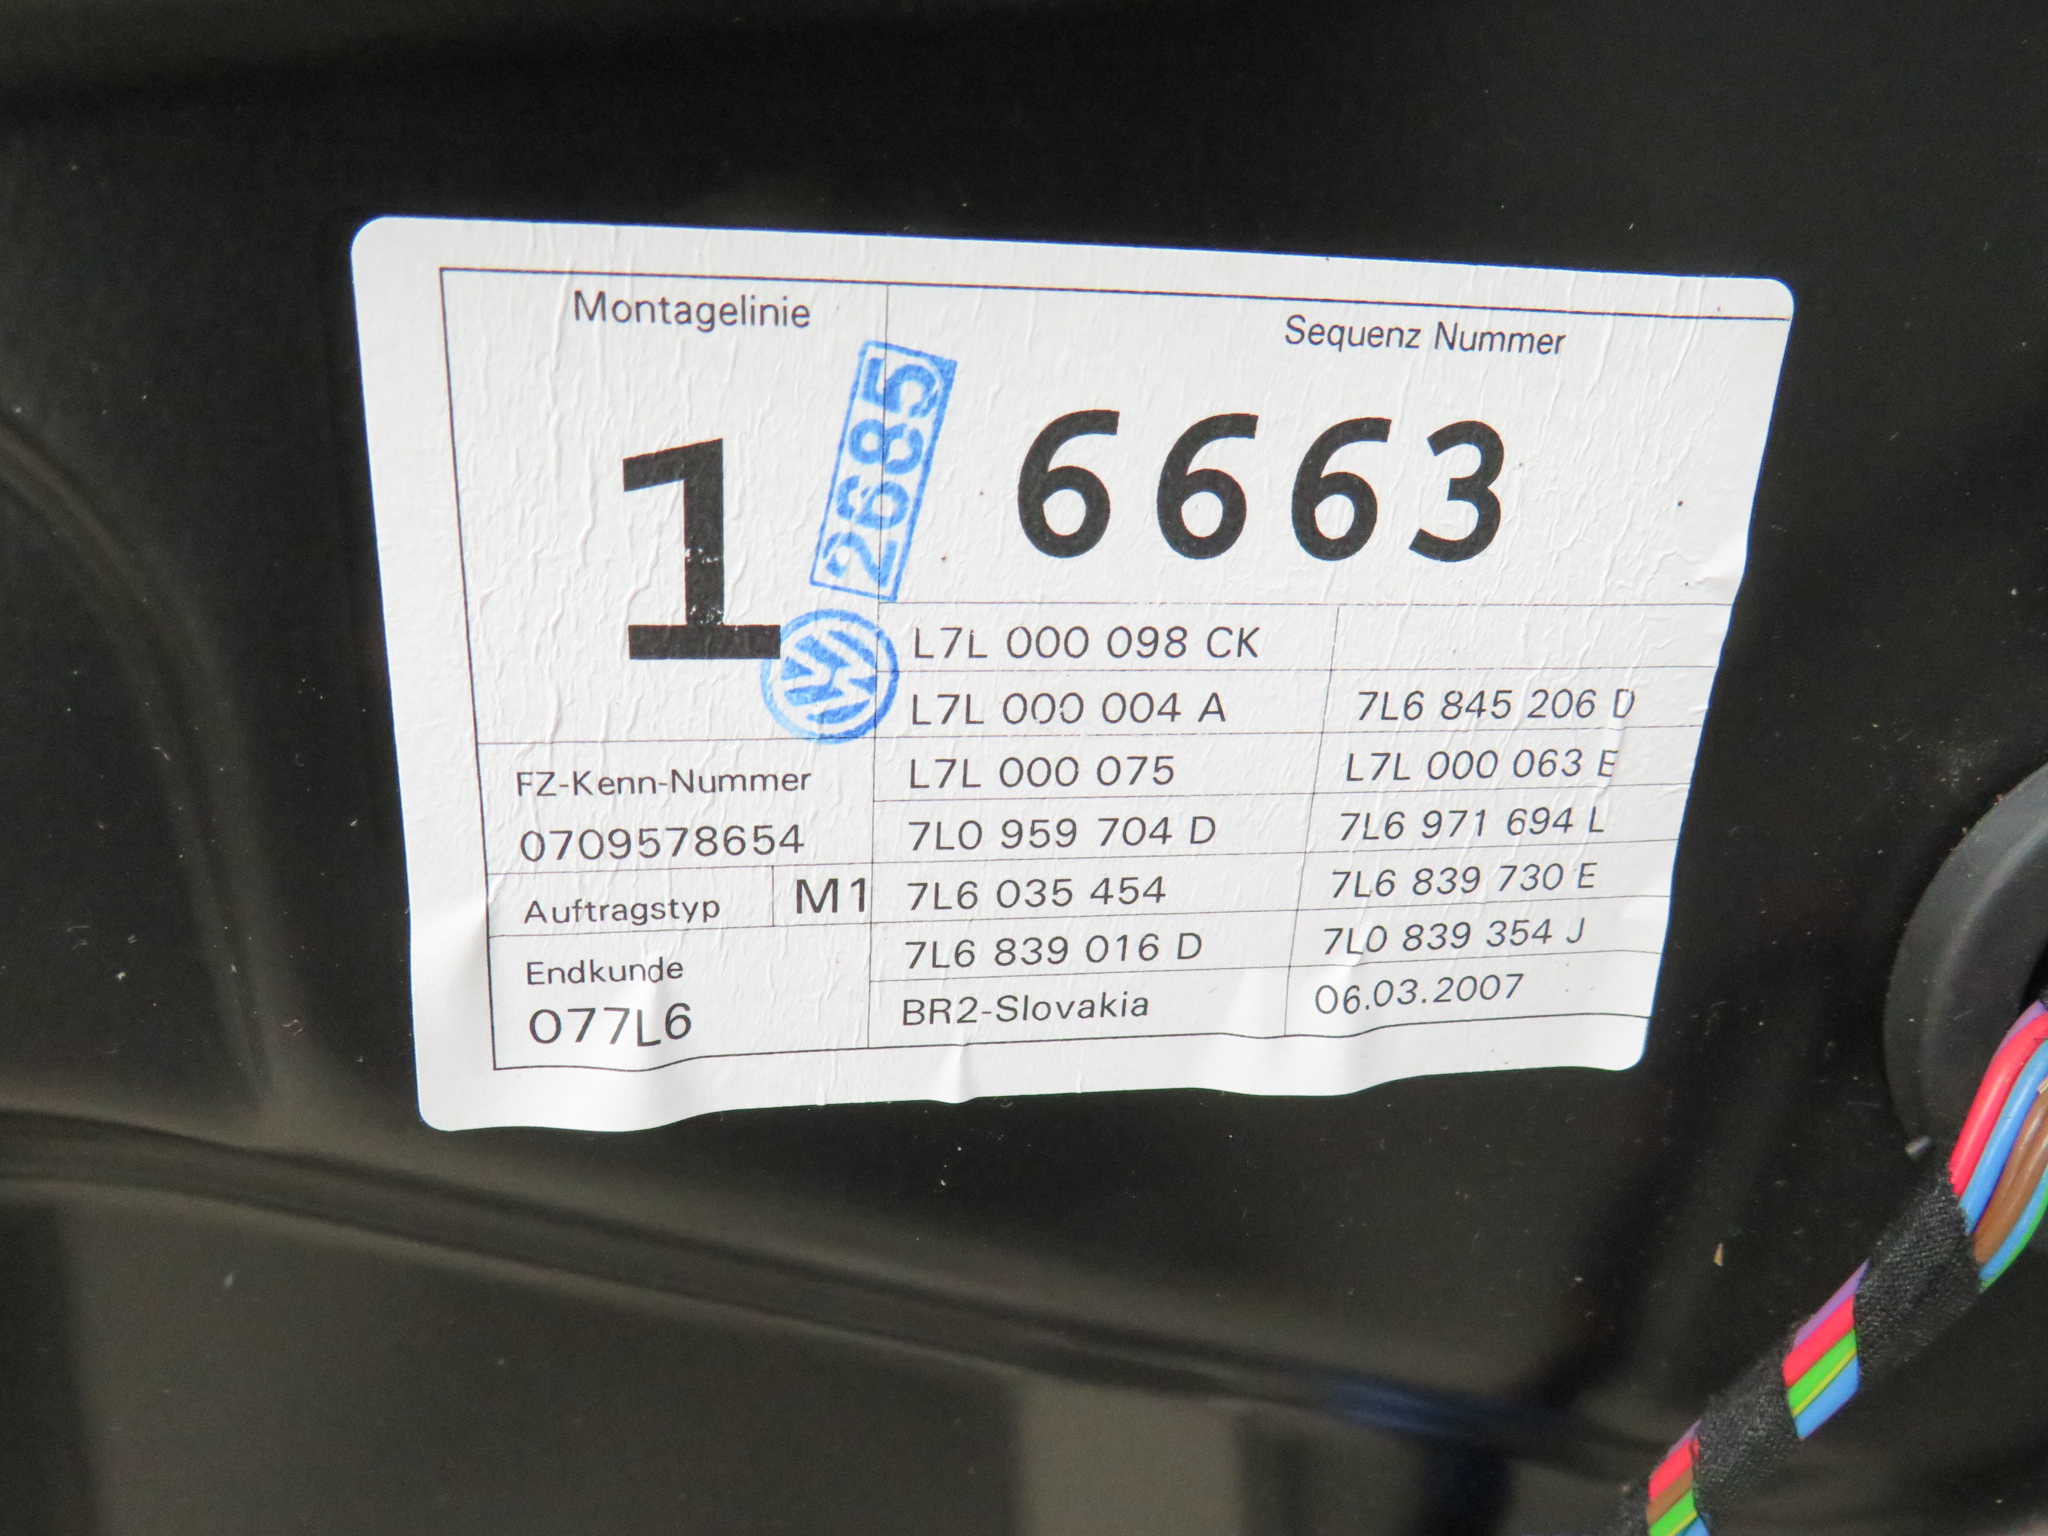 Montagelinie
Sequenz Nummer
1
2685
6663
L7L 000 098 CK
L7L 000 004 A
7L6 845 206 D
L7L 000 075
L7L 000 063 E
7L0 959 704 D
7L6 971 694 L
7L6 035 454
7L6 839 730 E
7L6 839 016 D
7L0 839 354 J
BR2-Slovakia
06.03.2007
FZ-Kenn-Nummer
0709578654
Auftragstyp M1
Endkunde
077L6
VW